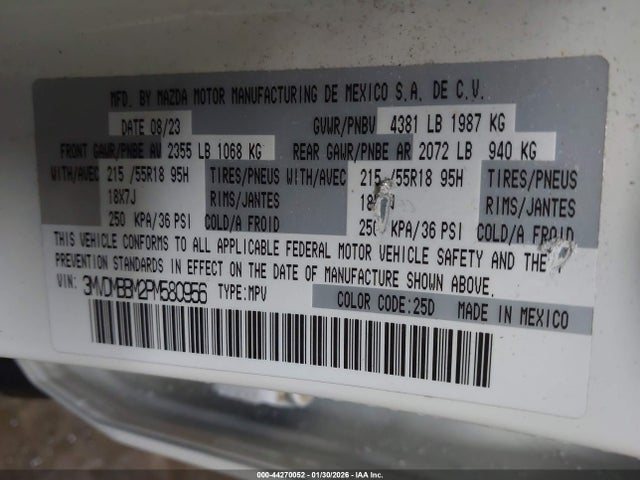 MFD. BY MAZDA MOTOR MANUFACTURING DE MEXICO S.A. DE C.V.
DATE 08/23 GVWR/PNBV 4381 LB 1987 KG
FRONT GAWR/PNBE AV 2355 LB 1068 KG REAR GAWR/PNBE AR 2072 LB 940 KG
WITH/AVEC 215 /55R18 95H TIRES/PNEUS WITH/AVEC 215 /55R18 95H TIRES/PNEUS
18X7J RIMS/JANTES 18 J RIMS/JANTES
250 KPA/36 PSI COLD/A FROID 250 KPA/36 PSI COLD/A FROID
THIS VEHICLE CONFORMS TO ALL APPLICABLE FEDERAL MOTOR VEHICLE SAFETY AND THE
PREVENTION STANDARDS IN EFFECT ON THE DATE OF MANUFACTURE SHOWN ABOVE.
VIN: 3MVDMBBM2PM580956 TYPE:MPV
COLOR CODE:25D MADE IN MEXICO
000-44270052 - 01/30/2026 - IAA Inc.